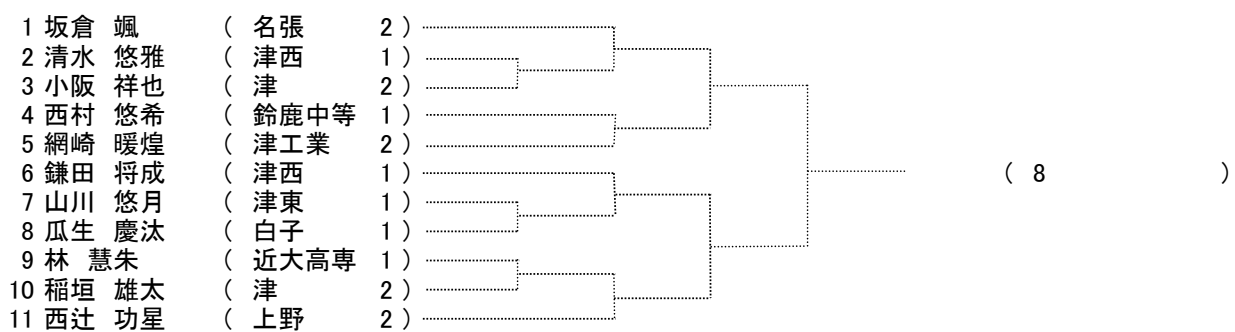 1 坂倉 颯 ( 名張 2 )
2 清水 悠雅 ( 津西 1 )
3 小阪 祥也 ( 津 2 )
4 西村 悠希 ( 鈴鹿中等 1 )
5 網崎 暖煌 ( 津工業 2 )
6 鎌田 将成 ( 津西 1 )
( 8 )
7 山川 悠月 ( 津東 1 )
8 瓜生 慶汰 ( 白子 1 )
9 林 慧朱 ( 近大高専 1 )
10 稲垣 雄太 ( 津 2 )
11 西辻 功星 ( 上野 2 )